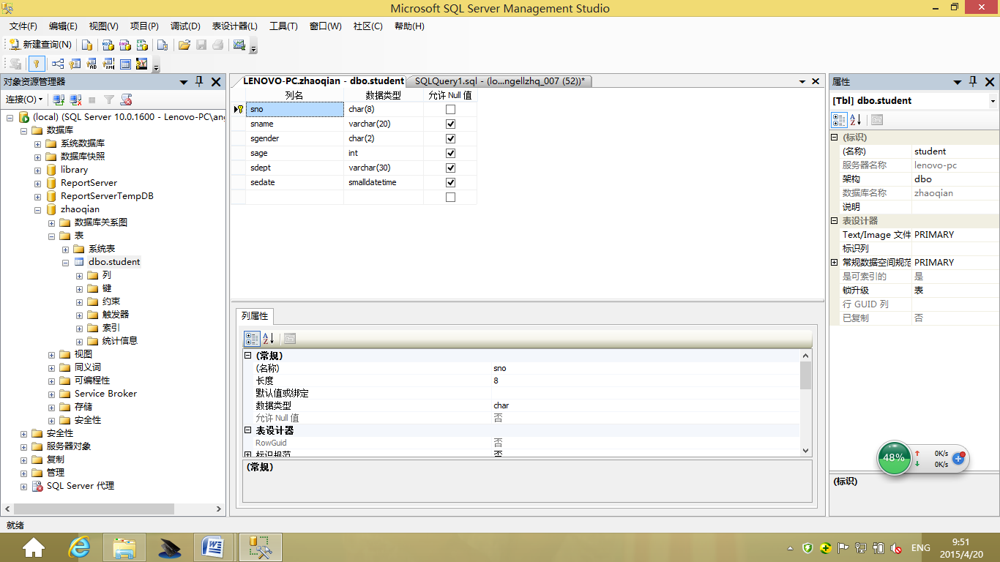 Microsoft SQL Server Management Studio
文件(F) 编辑(E) 视图(V) 项目(P) 调试(D) 表设计器(L) 工具(T) 窗口(W) 社区(C) 帮助(H)
新建查询(N)
对象资源管理器
连接(O)
(local) (SQL Server 10.0.1600 - Lenovo-PC\an
数据库
系统数据库
数据库快照
library
ReportServer
ReportServerTempDB
zhaoqian
数据库关系图
表
系统表
dbo.student
列
键
约束
触发器
索引
统计信息
视图
同义词
可编程性
Service Broker
存储
安全性
安全性
服务器对象
复制
管理
SQL Server 代理
LENOVO-PC.zhaoqian - dbo.student SQLQuery1.sql - (lo...ngellzhq_007 (52))*
列名 数据类型 允许 Null 值
sno char(8)
sname varchar(20)
sgender char(2)
sage int
sdept varchar(30)
sedate smalldatetime
列属性
(常规)
(名称) sno
长度 8
默认值或绑定
数据类型 char
允许 Null 值 否
表设计器
RowGuid 否
标识规范 否
(常规)
属性
[Tbl] dbo.student
(标识)
(名称) student
服务器名称 lenovo-pc
架构 dbo
数据库名称 zhaoqian
说明
表设计器
Text/Image 文件 PRIMARY
标识列
常规数据空间规范 PRIMARY
是可索引的 是
锁升级 表
行 GUID 列
已复制 否
48% 0K/s
0K/s
(标识)
就绪
ENG 9:51
2015/4/20